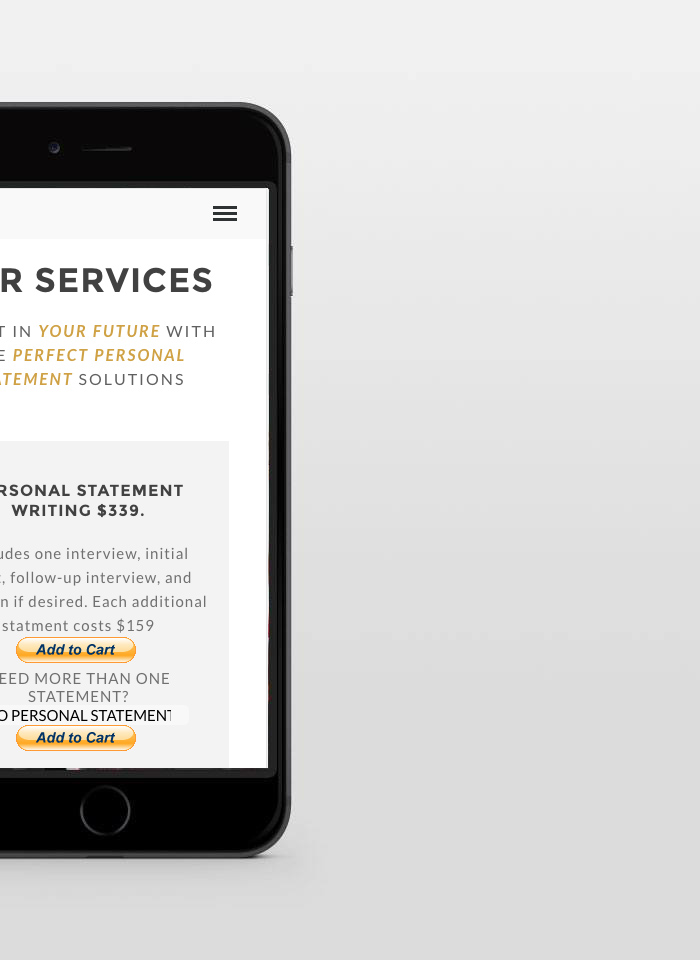 R SERVICES
T IN YOUR FUTURE WITH
E PERFECT PERSONAL
ATEMENT SOLUTIONS
RSONAL STATEMENT
WRITING $339.
udes one interview, initial
t, follow-up interview, and
n if desired. Each additional
statment costs $159
Add to Cart
EED MORE THAN ONE
STATEMENT?
O PERSONAL STATEMENT
Add to Cart